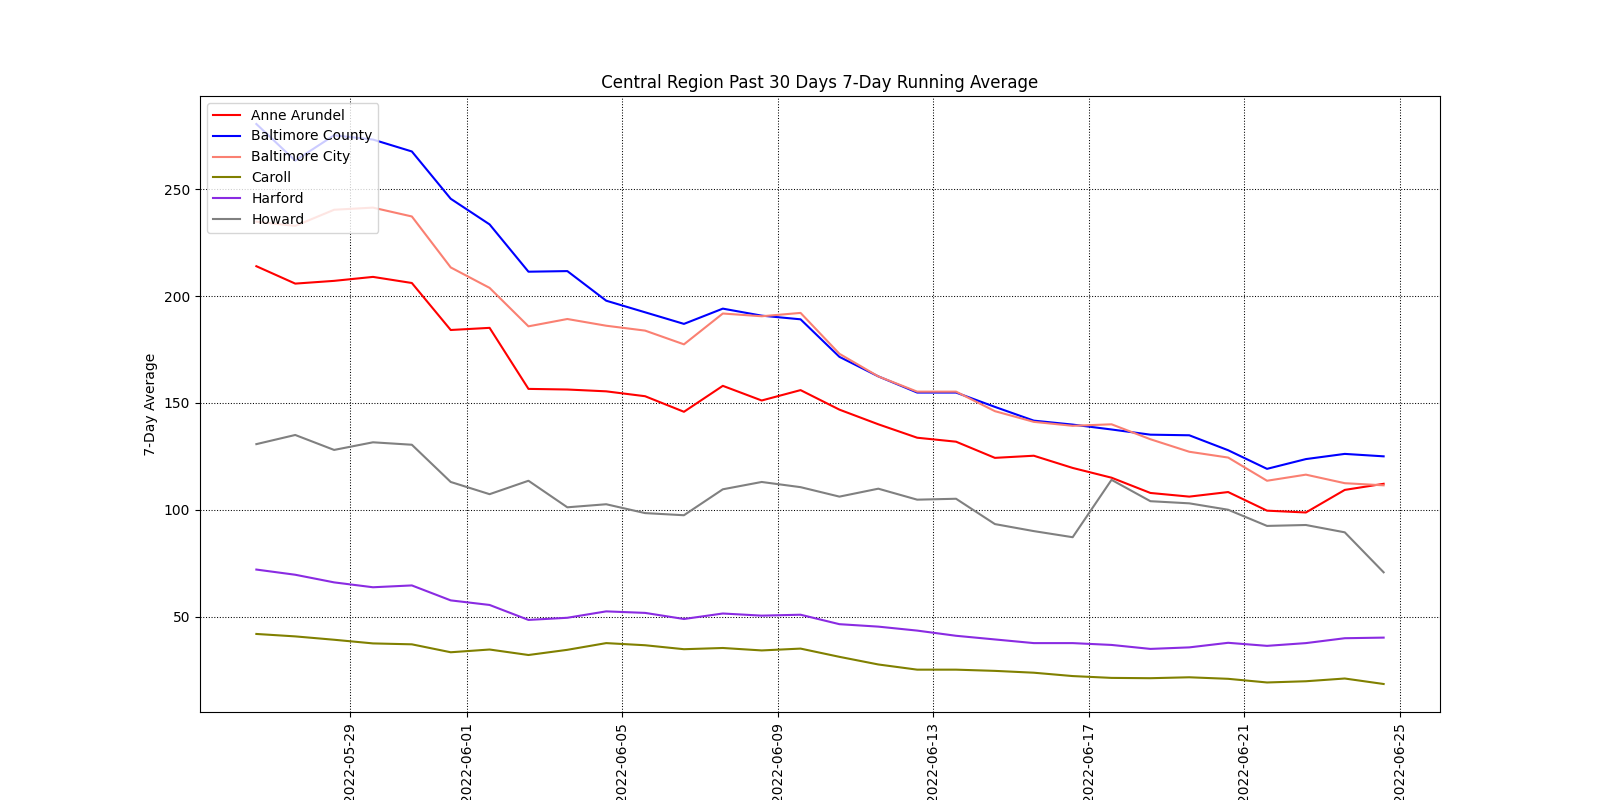 Central Region Past 30 Days 7-Day Running Average
Anne Arundel
Baltimore County
Baltimore City
Caroll
Harford
Howard
7-Day Average
250
200
150
100
50
2022-05-29
2022-06-01
2022-06-05
2022-06-09
2022-06-13
2022-06-17
2022-06-21
2022-06-25